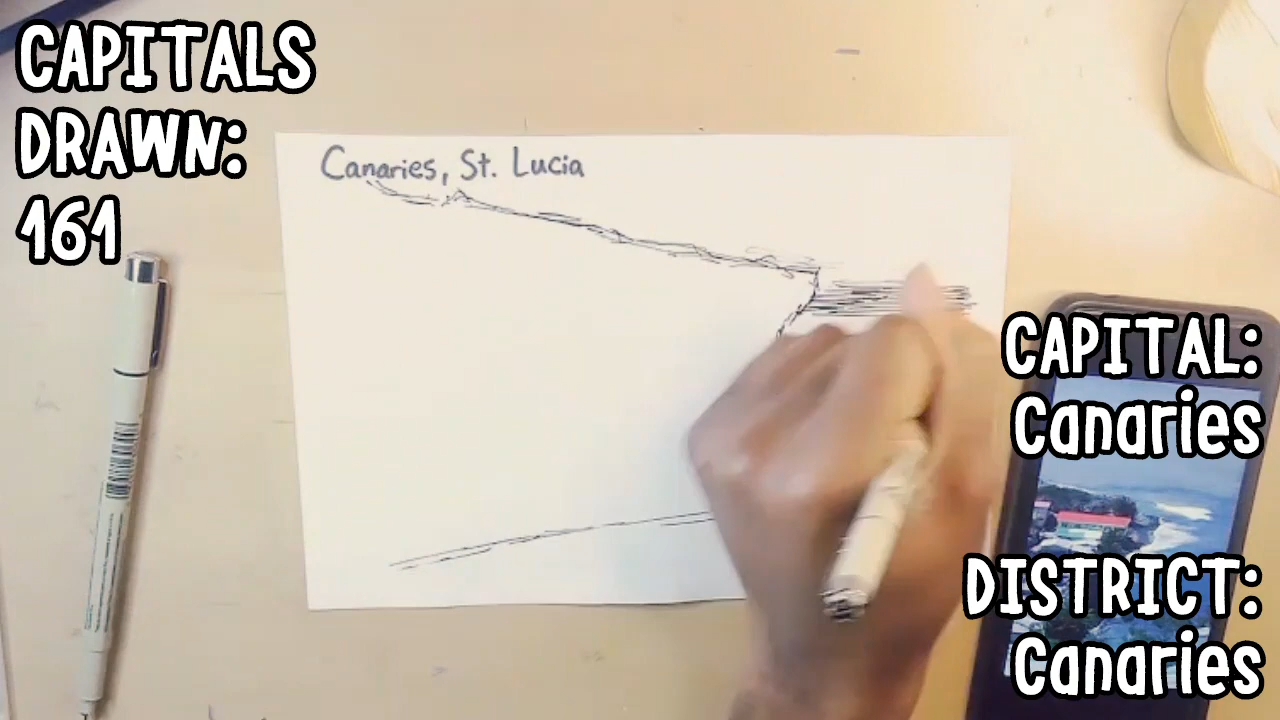 CAPITALS
DRAWN:
161
Canaries, St. Lucia
CAPITAL:
Canaries
DISTRICT:
Canaries